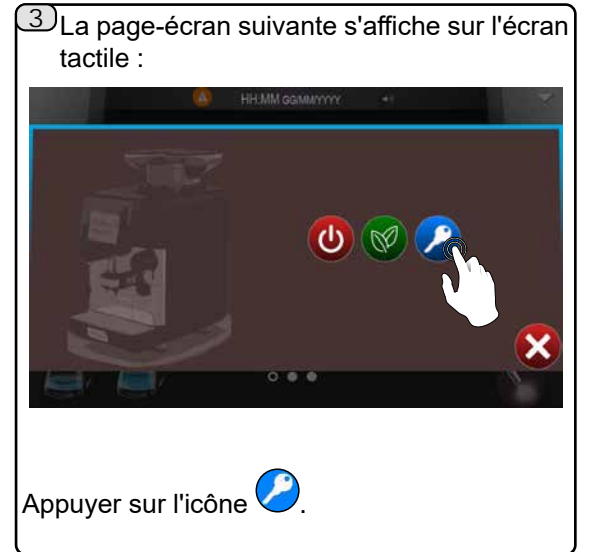 3
La page-écran suivante s'affiche sur l'écran
tactile :
HH:MM GG/MM/YYYY
Appuyer sur l'icône .